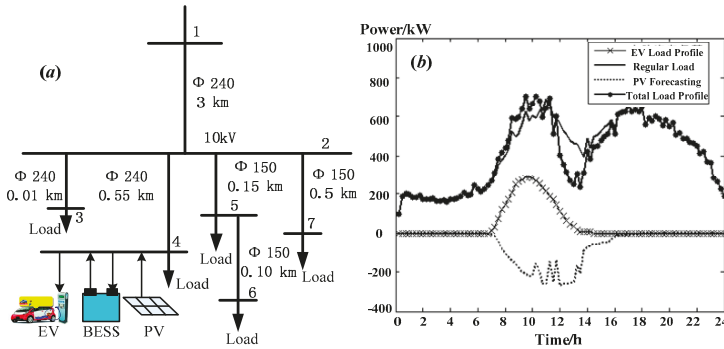 (a)
1
Φ 240
3 km
10kV
2
Φ 240
0.01 km
Φ 240
0.55 km
Φ 150
0.15 km
Φ 150
0.5 km
3
Load
5
7
Load
4
Φ 150
0.10 km
Load
Load
6
EV
BESS
PV
Load
Power/kW
1000
800
600
400
200
0
-200
-400
(b)
EV Load Profile
Regular Load
PV Forecasting
Total Load Profile
0 2 4 6 8 10 12 14 16 18 20 22 24
Time/h